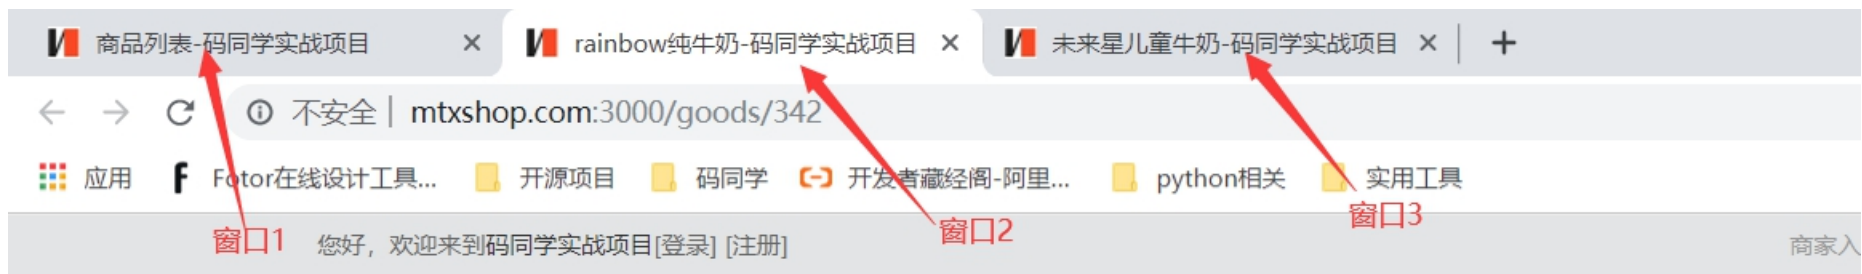 商品列表-码同学实战项目 rainbow纯牛奶-码同学实战项目 未来星儿童牛奶-码同学实战项目
不安全 mtxshop.com:3000/goods/342
应用 Fotor在线设计工具... 开源项目 码同学 开发者藏经阁-阿里... python相关 实用工具
窗口1 您好，欢迎来到码同学实战项目[登录] [注册] 窗口2 窗口3 商家入